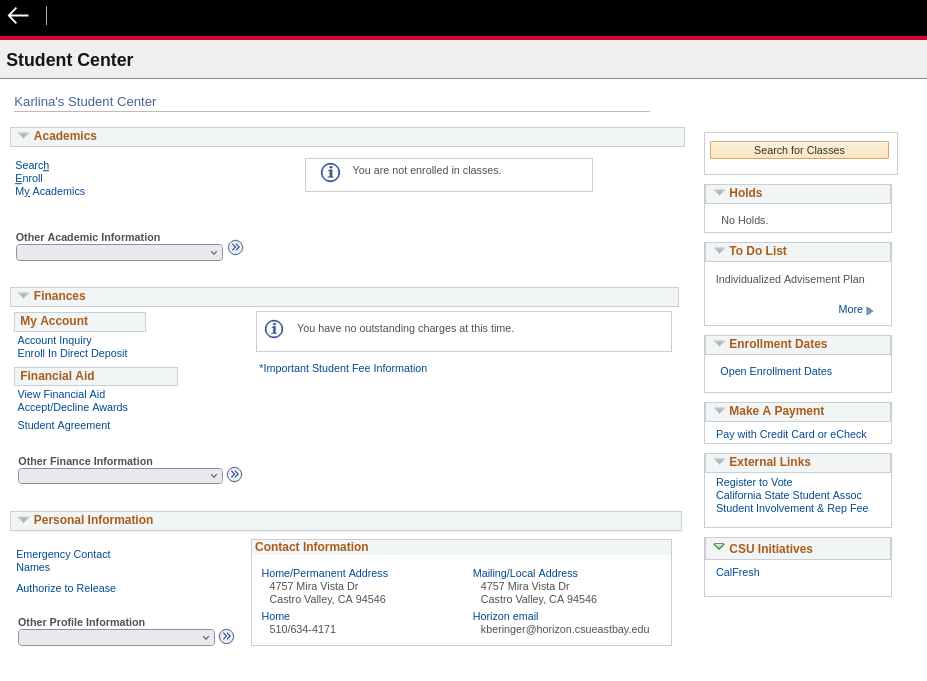 Student Center
Karlina's Student Center
Academics
Search
Enroll
My Academics
You are not enrolled in classes.
Other Academic Information
Finances
My Account
Account Inquiry
Enroll In Direct Deposit
Financial Aid
View Financial Aid
Accept/Decline Awards
Student Agreement
You have no outstanding charges at this time.
*Important Student Fee Information
Other Finance Information
Personal Information
Emergency Contact
Names
Authorize to Release
Contact Information
Home/Permanent Address
4757 Mira Vista Dr
Castro Valley, CA 94546
Home
510/634-4171
Mailing/Local Address
4757 Mira Vista Dr
Castro Valley, CA 94546
Horizon email
kberinger@horizon.csueastbay.edu
Other Profile Information
Search for Classes
Holds
No Holds.
To Do List
Individualized Advisement Plan
More
Enrollment Dates
Open Enrollment Dates
Make A Payment
Pay with Credit Card or eCheck
External Links
Register to Vote
California State Student Assoc
Student Involvement & Rep Fee
CSU Initiatives
CalFresh